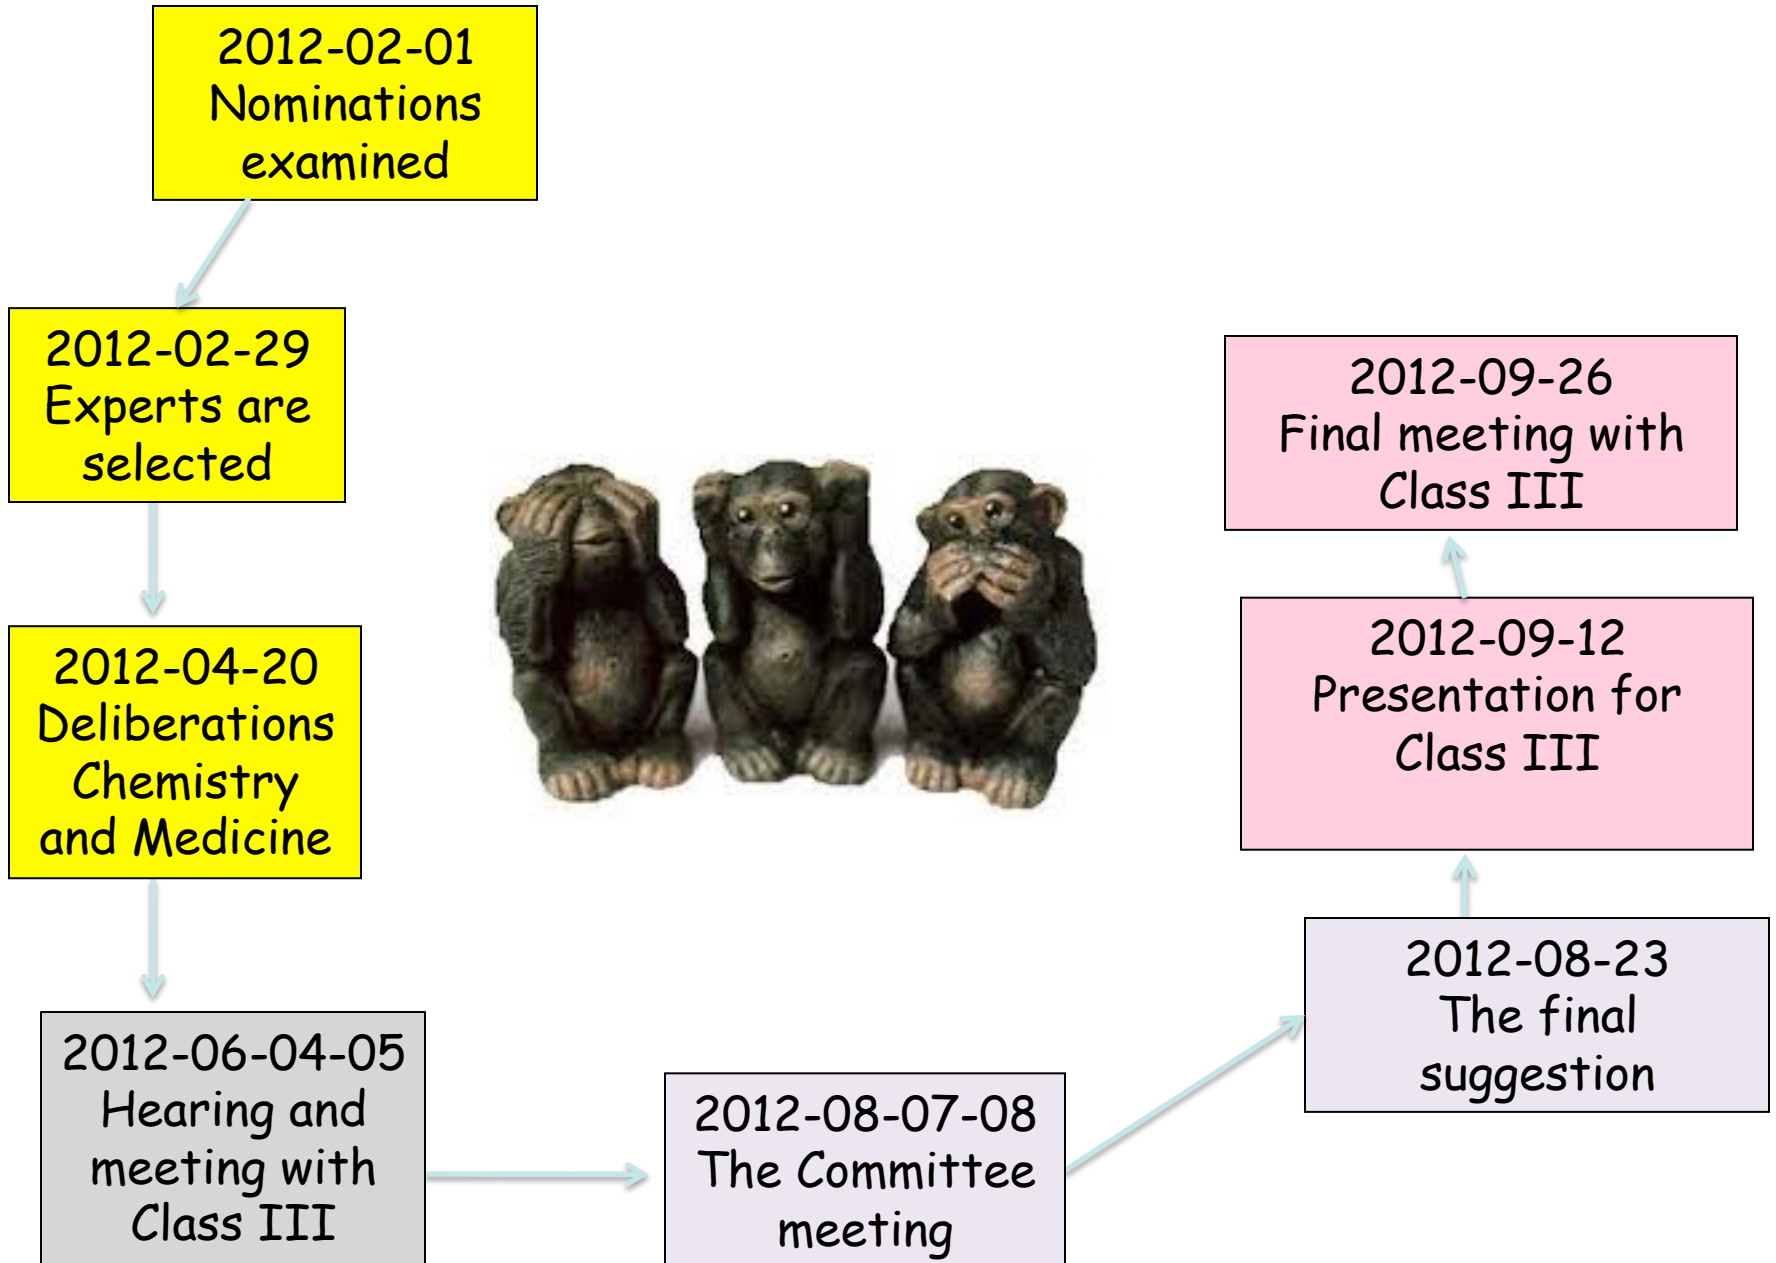 2012-02-01
Nominations
examined
2012-02-29
Experts are
selected
2012-04-20
Deliberations
Chemistry
and Medicine
2012-06-04-05
Hearing and
meeting with
Class III
2012-08-07-08
The Committee
meeting
2012-08-23
The final
suggestion
2012-09-12
Presentation for
Class III
2012-09-26
Final meeting with
Class III